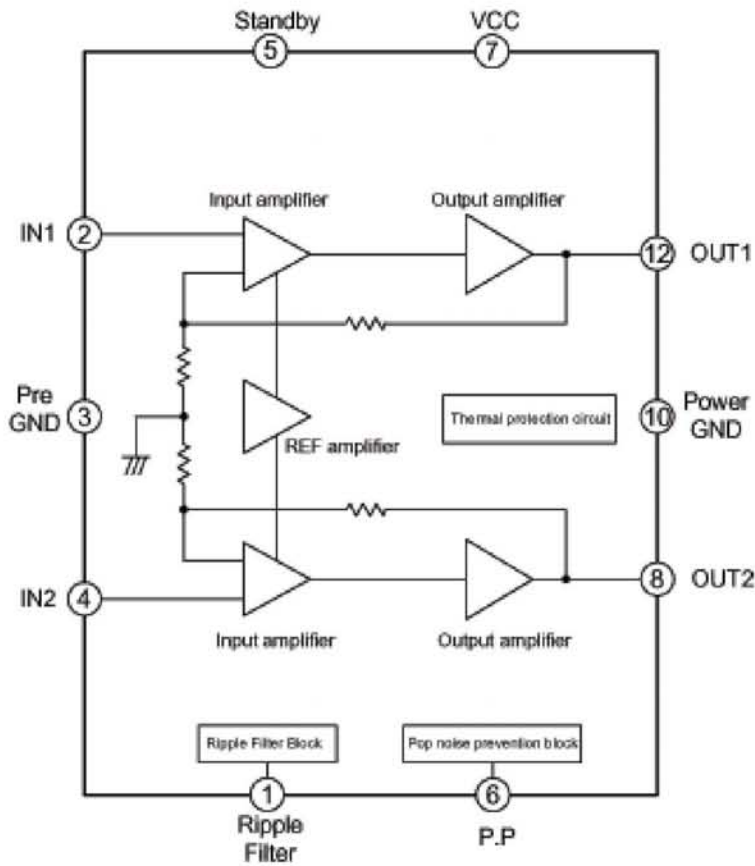 Standby
5
VCC
7
Input amplifier
Output amplifier
IN1
2
12
OUT1
Pre
GND
3
Thermal protection circuit
10
Power
GND
REF amplifier
IN2
4
8
OUT2
Input amplifier
Output amplifier
Ripple Filter Block
Pop noise prevention block
1
Ripple
Filter
6
P.P